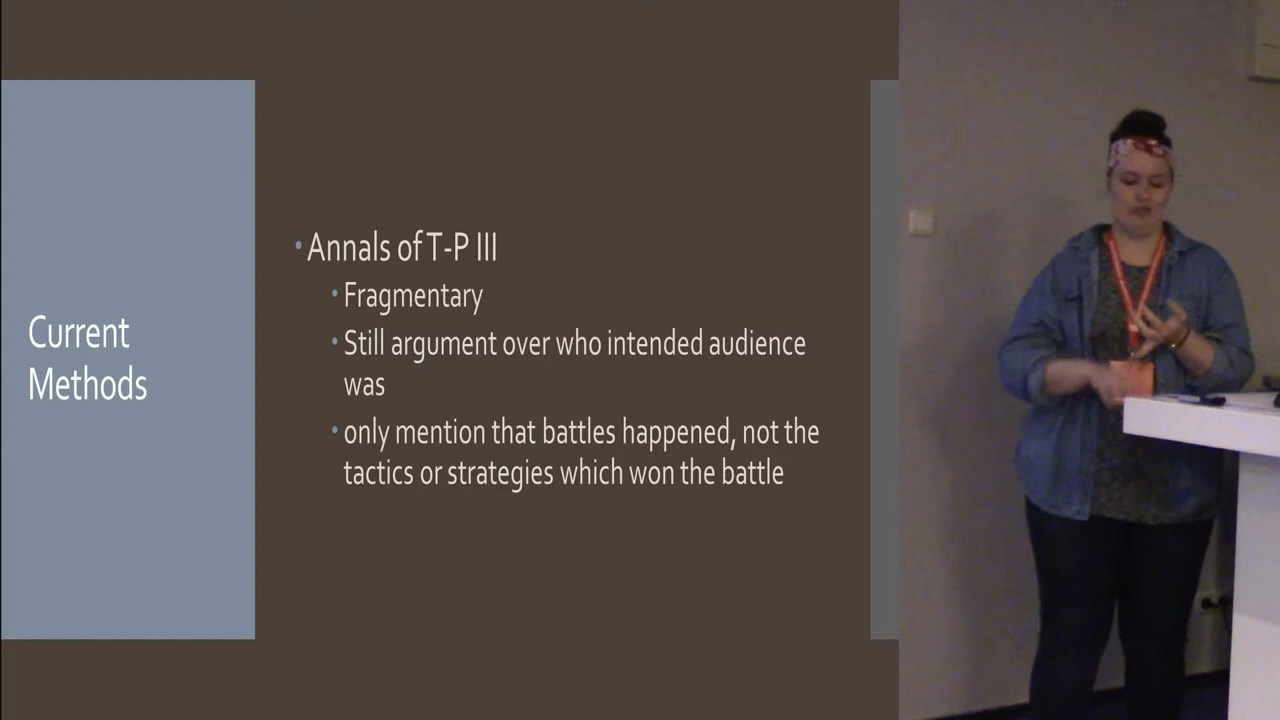 Current
Methods
• Annals of T-P III
• Fragmentary
• Still argument over who intended audience
was
• only mention that battles happened, not the
tactics or strategies which won the battle